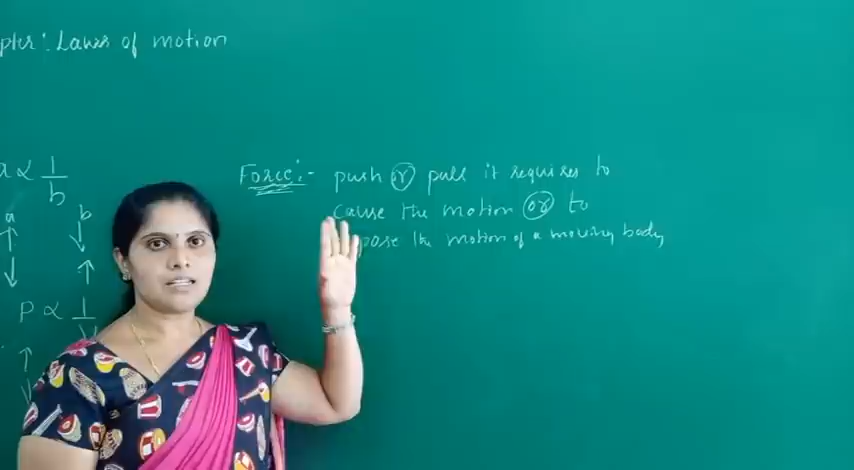 pter: Laws of motion
a ∝ 1/b
a b
P ∝ 1/V
Force:- push or pull it requires to
cause the motion or to
pose the motion of a moving body